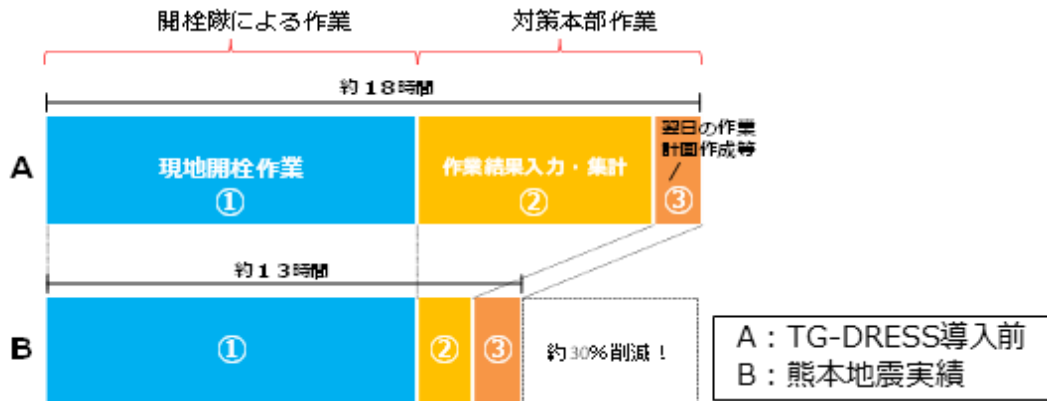 開栓隊による作業
対策本部作業
約18時間
A
現地開栓作業
①
作業結果入力・集計
②
翌日の作業
計画作成等
③
約13時間
B
①
②
③
約30%削減！
A：TG-DRESS導入前
B：熊本地震実績